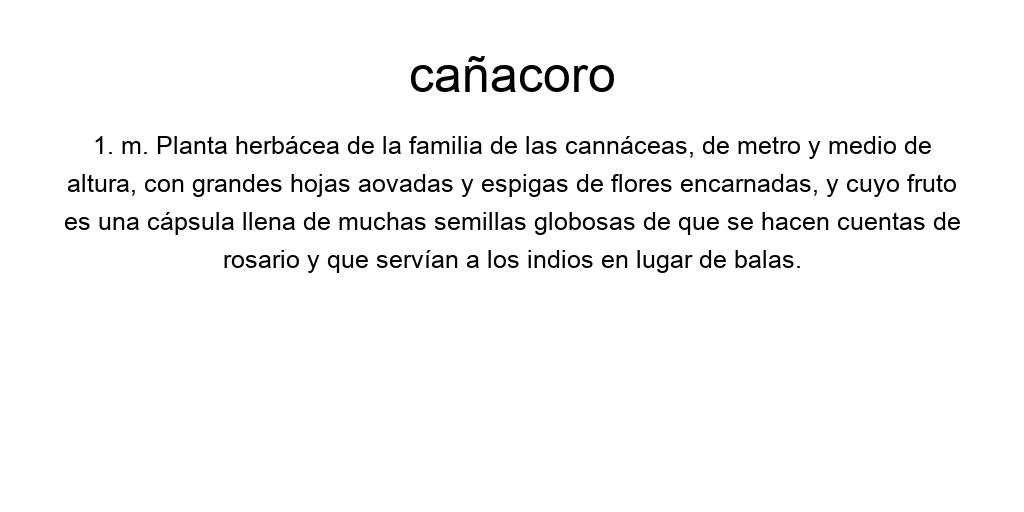 cañacoro
1. m. Planta herbácea de la familia de las cannáceas, de metro y medio de
altura, con grandes hojas aovadas y espigas de flores encarnadas, y cuyo fruto
es una cápsula llena de muchas semillas globosas de que se hacen cuentas de
rosario y que servían a los indios en lugar de balas.